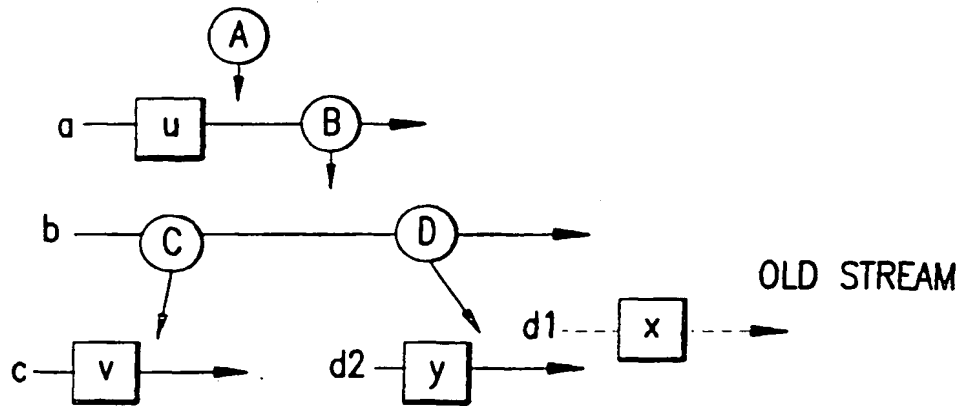 A
a u B
b C D
OLD STREAM
d1 x
c v d2 y